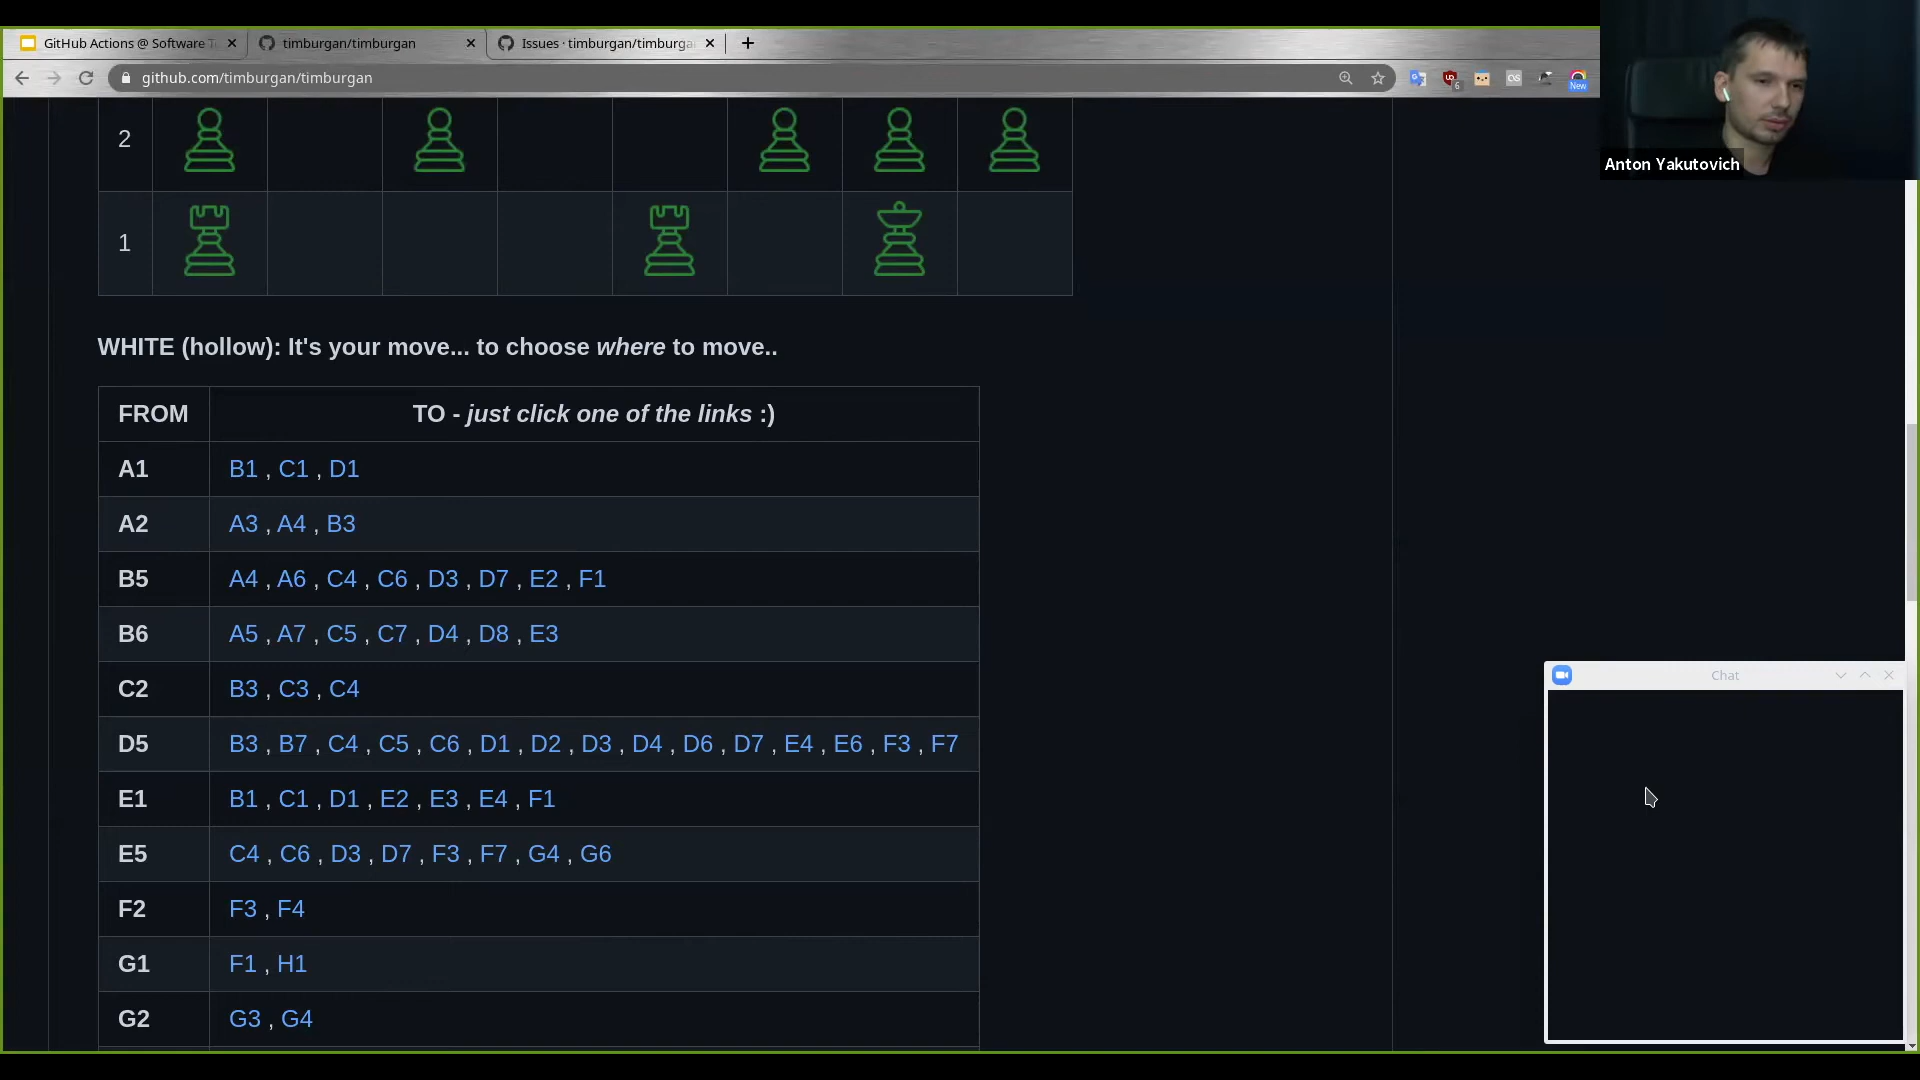 GitHub Actions @ Software T
timburgan/timburgan
Issues · timburgan/timburga
github.com/timburgan/timburgan
6
New
Anton Yakutovich
2
1
WHITE (hollow): It's your move... to choose where to move..
FROM TO - just click one of the links :)
A1 B1 , C1 , D1
A2 A3 , A4 , B3
B5 A4 , A6 , C4 , C6 , D3 , D7 , E2 , F1
B6 A5 , A7 , C5 , C7 , D4 , D8 , E3
C2 B3 , C3 , C4
D5 B3 , B7 , C4 , C5 , C6 , D1 , D2 , D3 , D4 , D6 , D7 , E4 , E6 , F3 , F7
E1 B1 , C1 , D1 , E2 , E3 , E4 , F1
E5 C4 , C6 , D3 , D7 , F3 , F7 , G4 , G6
F2 F3 , F4
G1 F1 , H1
G2 G3 , G4
Chat